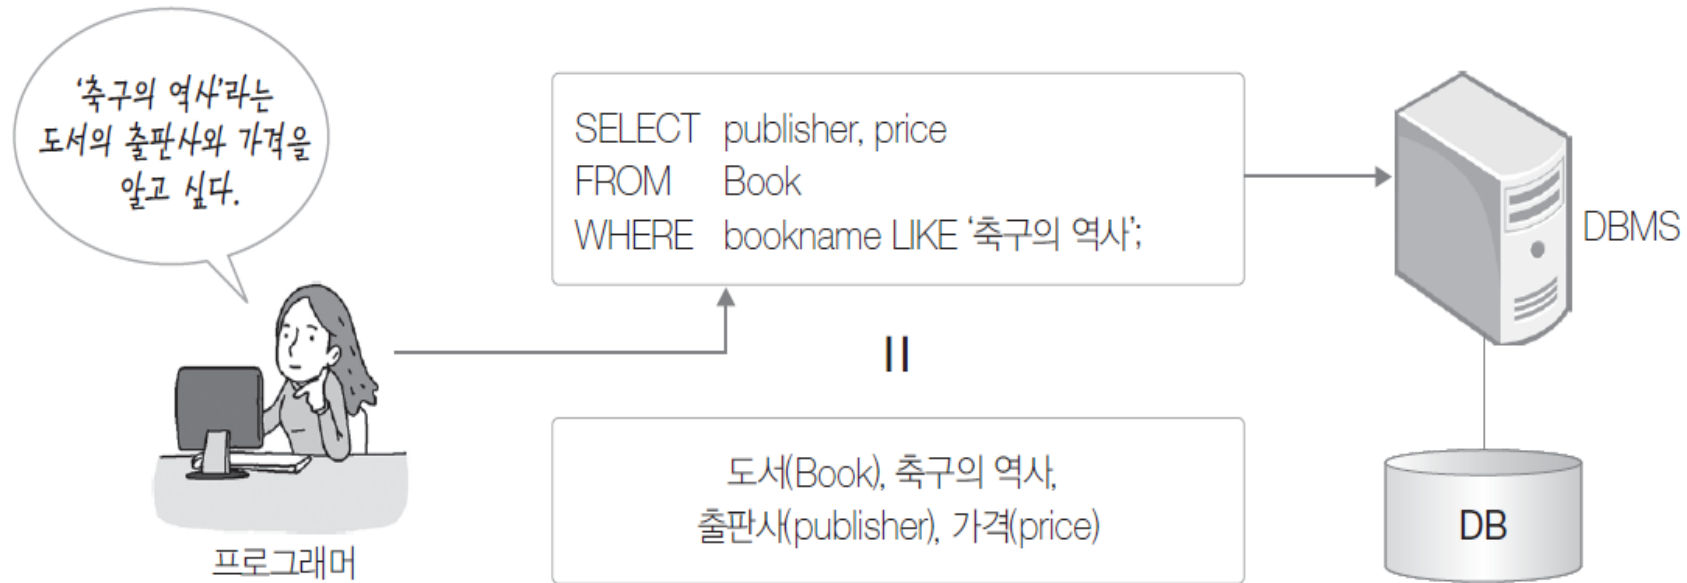 ‘축구의 역사’라는
도서의 출판사와 가격을
알고 싶다.
프로그래머
SELECT publisher, price
FROM Book
WHERE bookname LIKE ‘축구의 역사’;
=
도서(Book), 축구의 역사,
출판사(publisher), 가격(price)
DBMS
DB